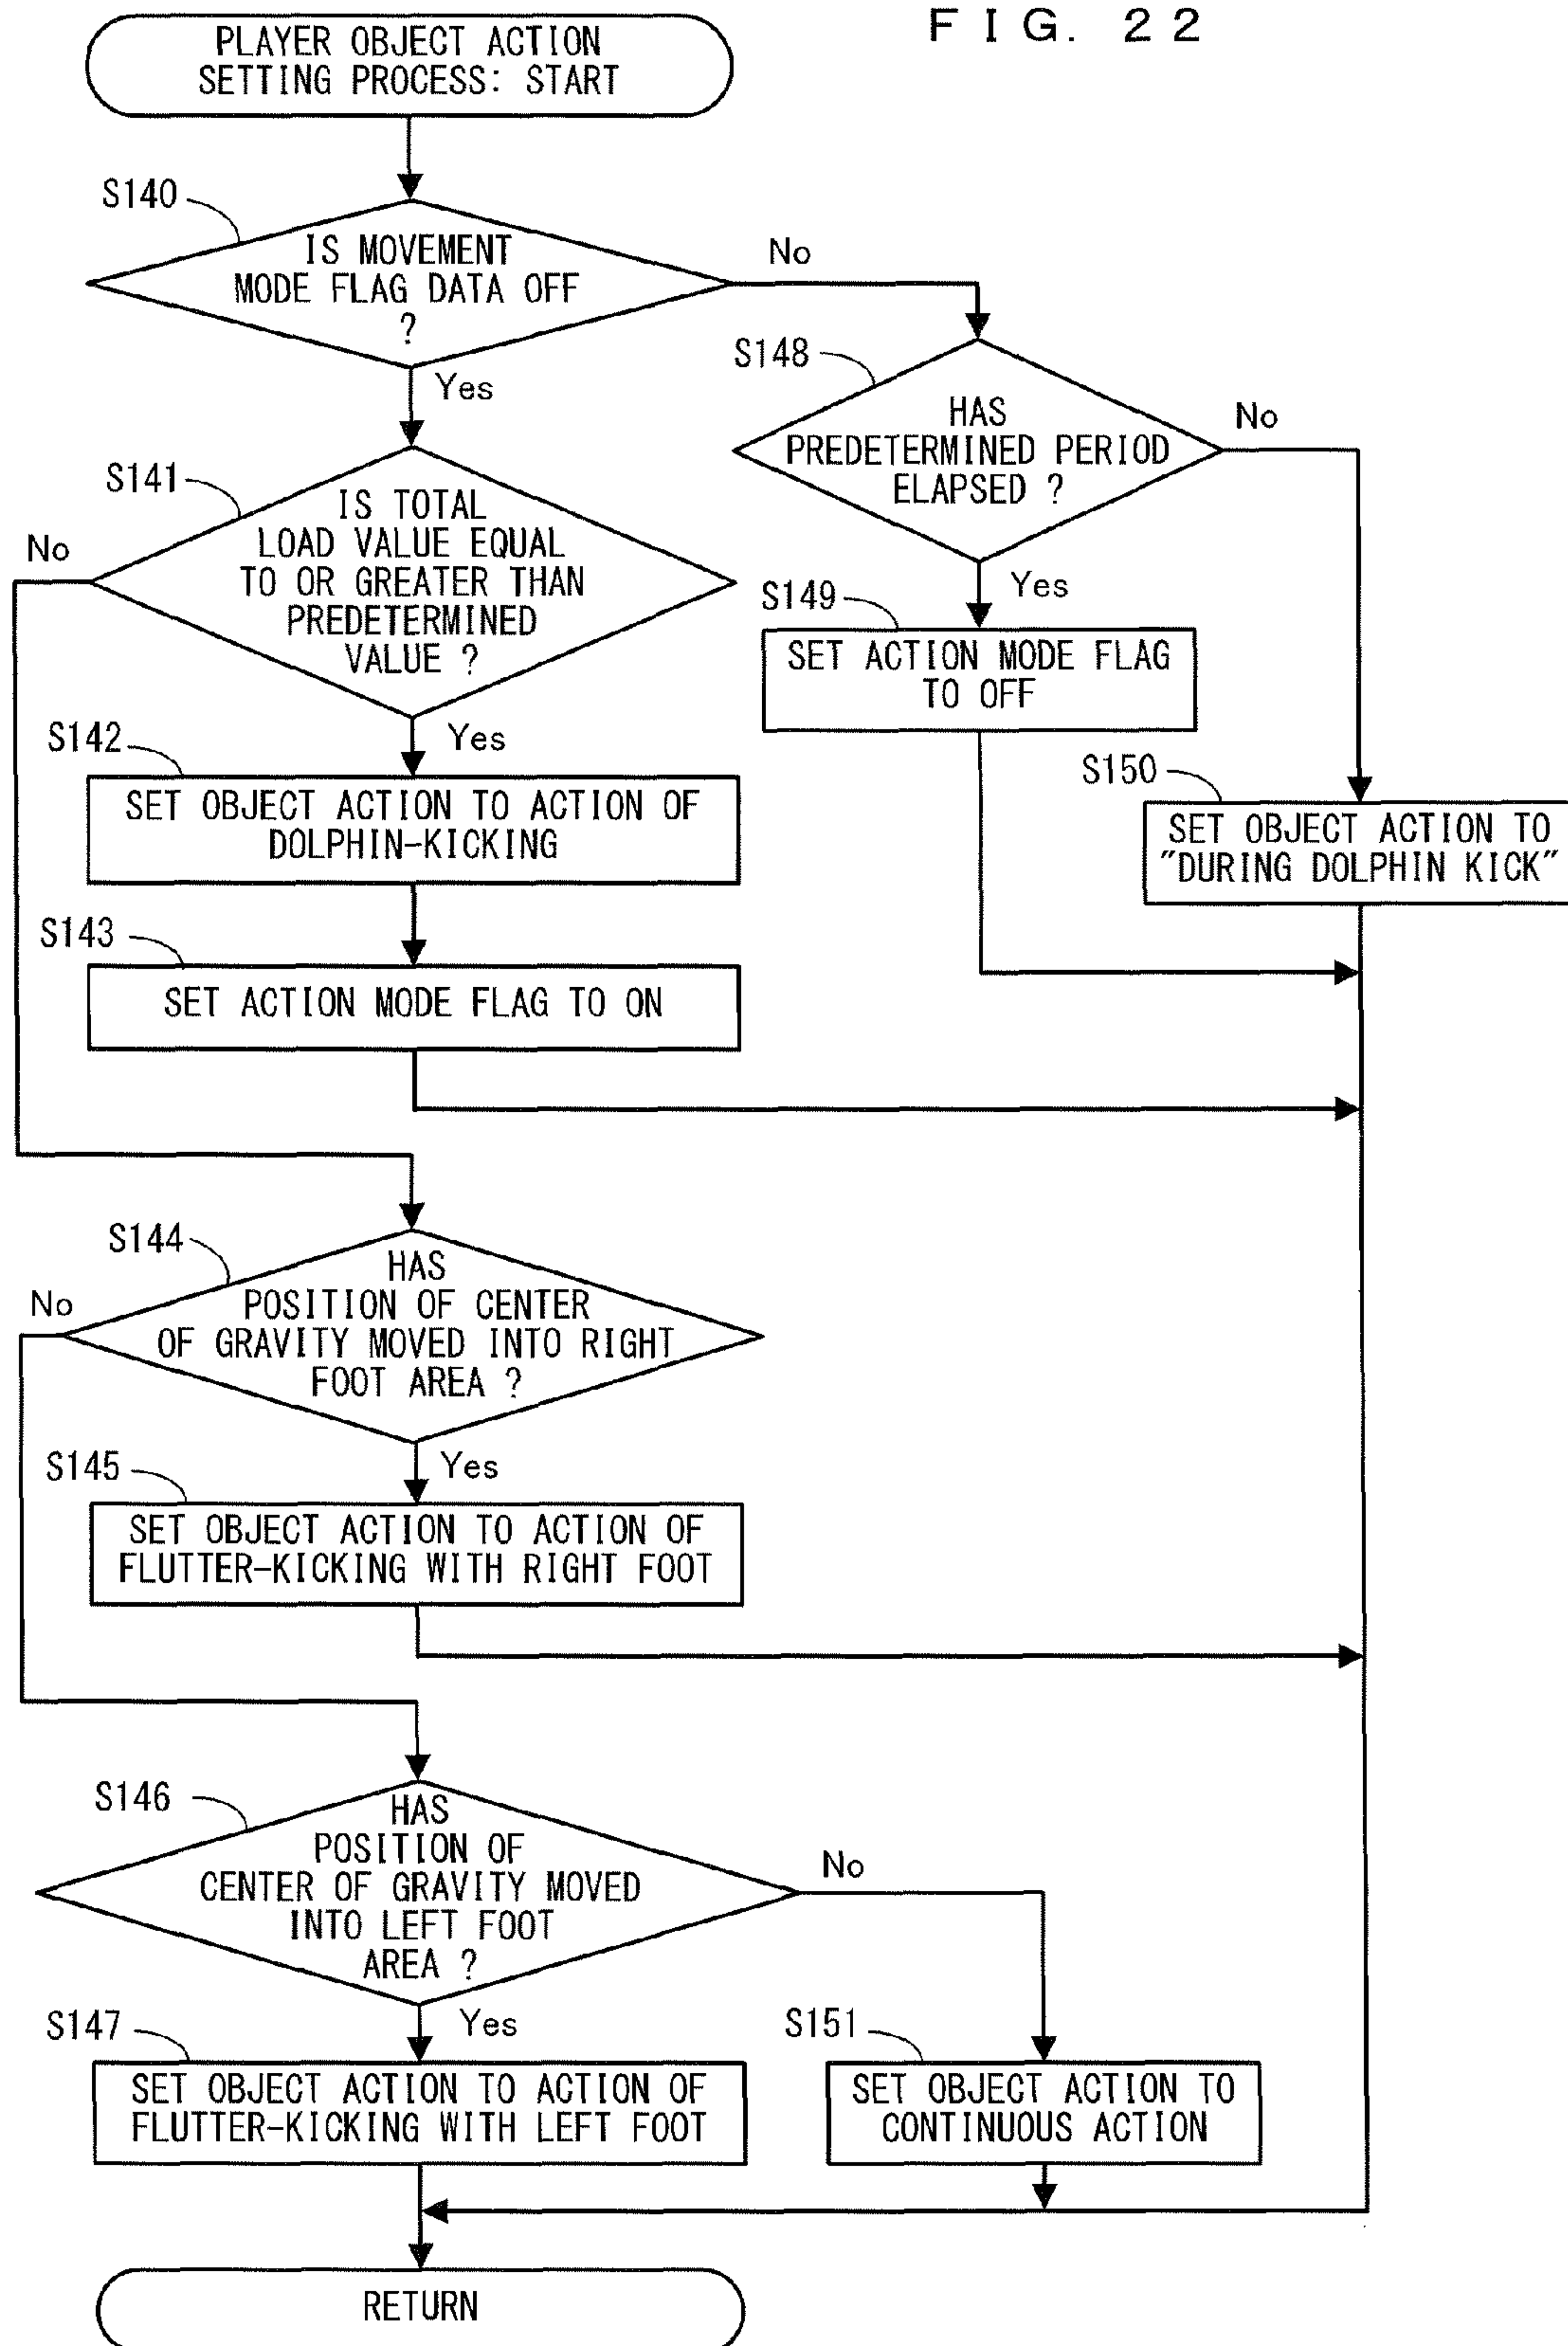 FIG. 22
PLAYER OBJECT ACTION
SETTING PROCESS: START
S140
IS MOVEMENT
MODE FLAG DATA OFF
?
No
Yes
S148
HAS
PREDETERMINED PERIOD
ELAPSED ?
No
Yes
S141
IS TOTAL
LOAD VALUE EQUAL
TO OR GREATER THAN
PREDETERMINED
VALUE ?
No
Yes
S149
SET ACTION MODE FLAG
TO OFF
S142
SET OBJECT ACTION TO ACTION OF
DOLPHIN-KICKING
S150
SET OBJECT ACTION TO
"DURING DOLPHIN KICK"
S143
SET ACTION MODE FLAG TO ON
S144
HAS
POSITION OF CENTER
OF GRAVITY MOVED INTO RIGHT
FOOT AREA ?
No
Yes
S145
SET OBJECT ACTION TO ACTION OF
FLUTTER-KICKING WITH RIGHT FOOT
S146
HAS
POSITION OF
CENTER OF GRAVITY MOVED
INTO LEFT FOOT
AREA ?
No
Yes
S147
SET OBJECT ACTION TO ACTION OF
FLUTTER-KICKING WITH LEFT FOOT
S151
SET OBJECT ACTION TO
CONTINUOUS ACTION
RETURN